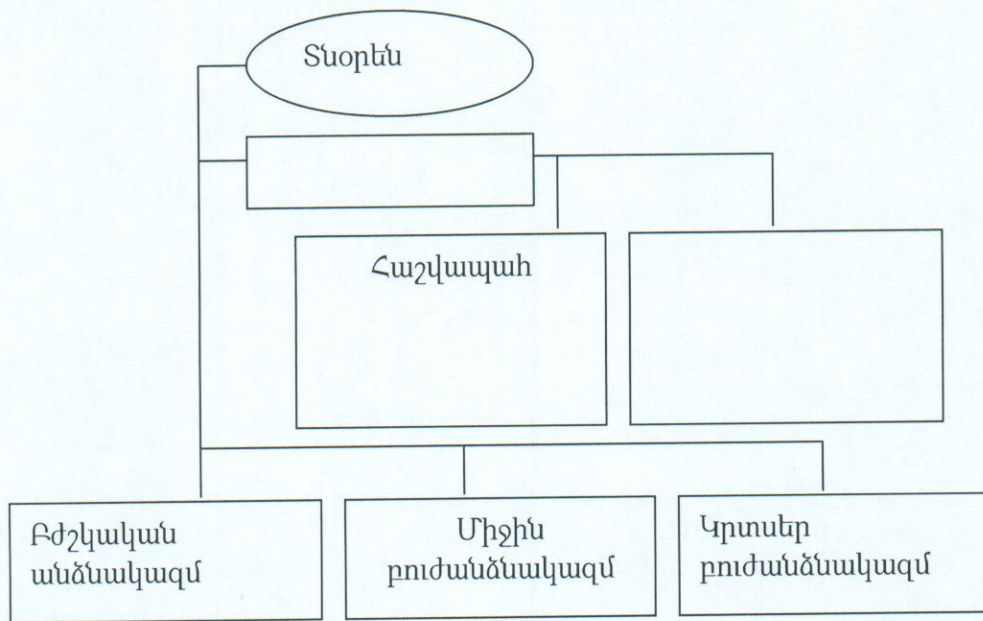 Տնօրեն
Հաշվապահ
Բժշկական
անձնակազմ
Միջին
բուժանձնակազմ
Կրտսեր
բուժանձնակազմ